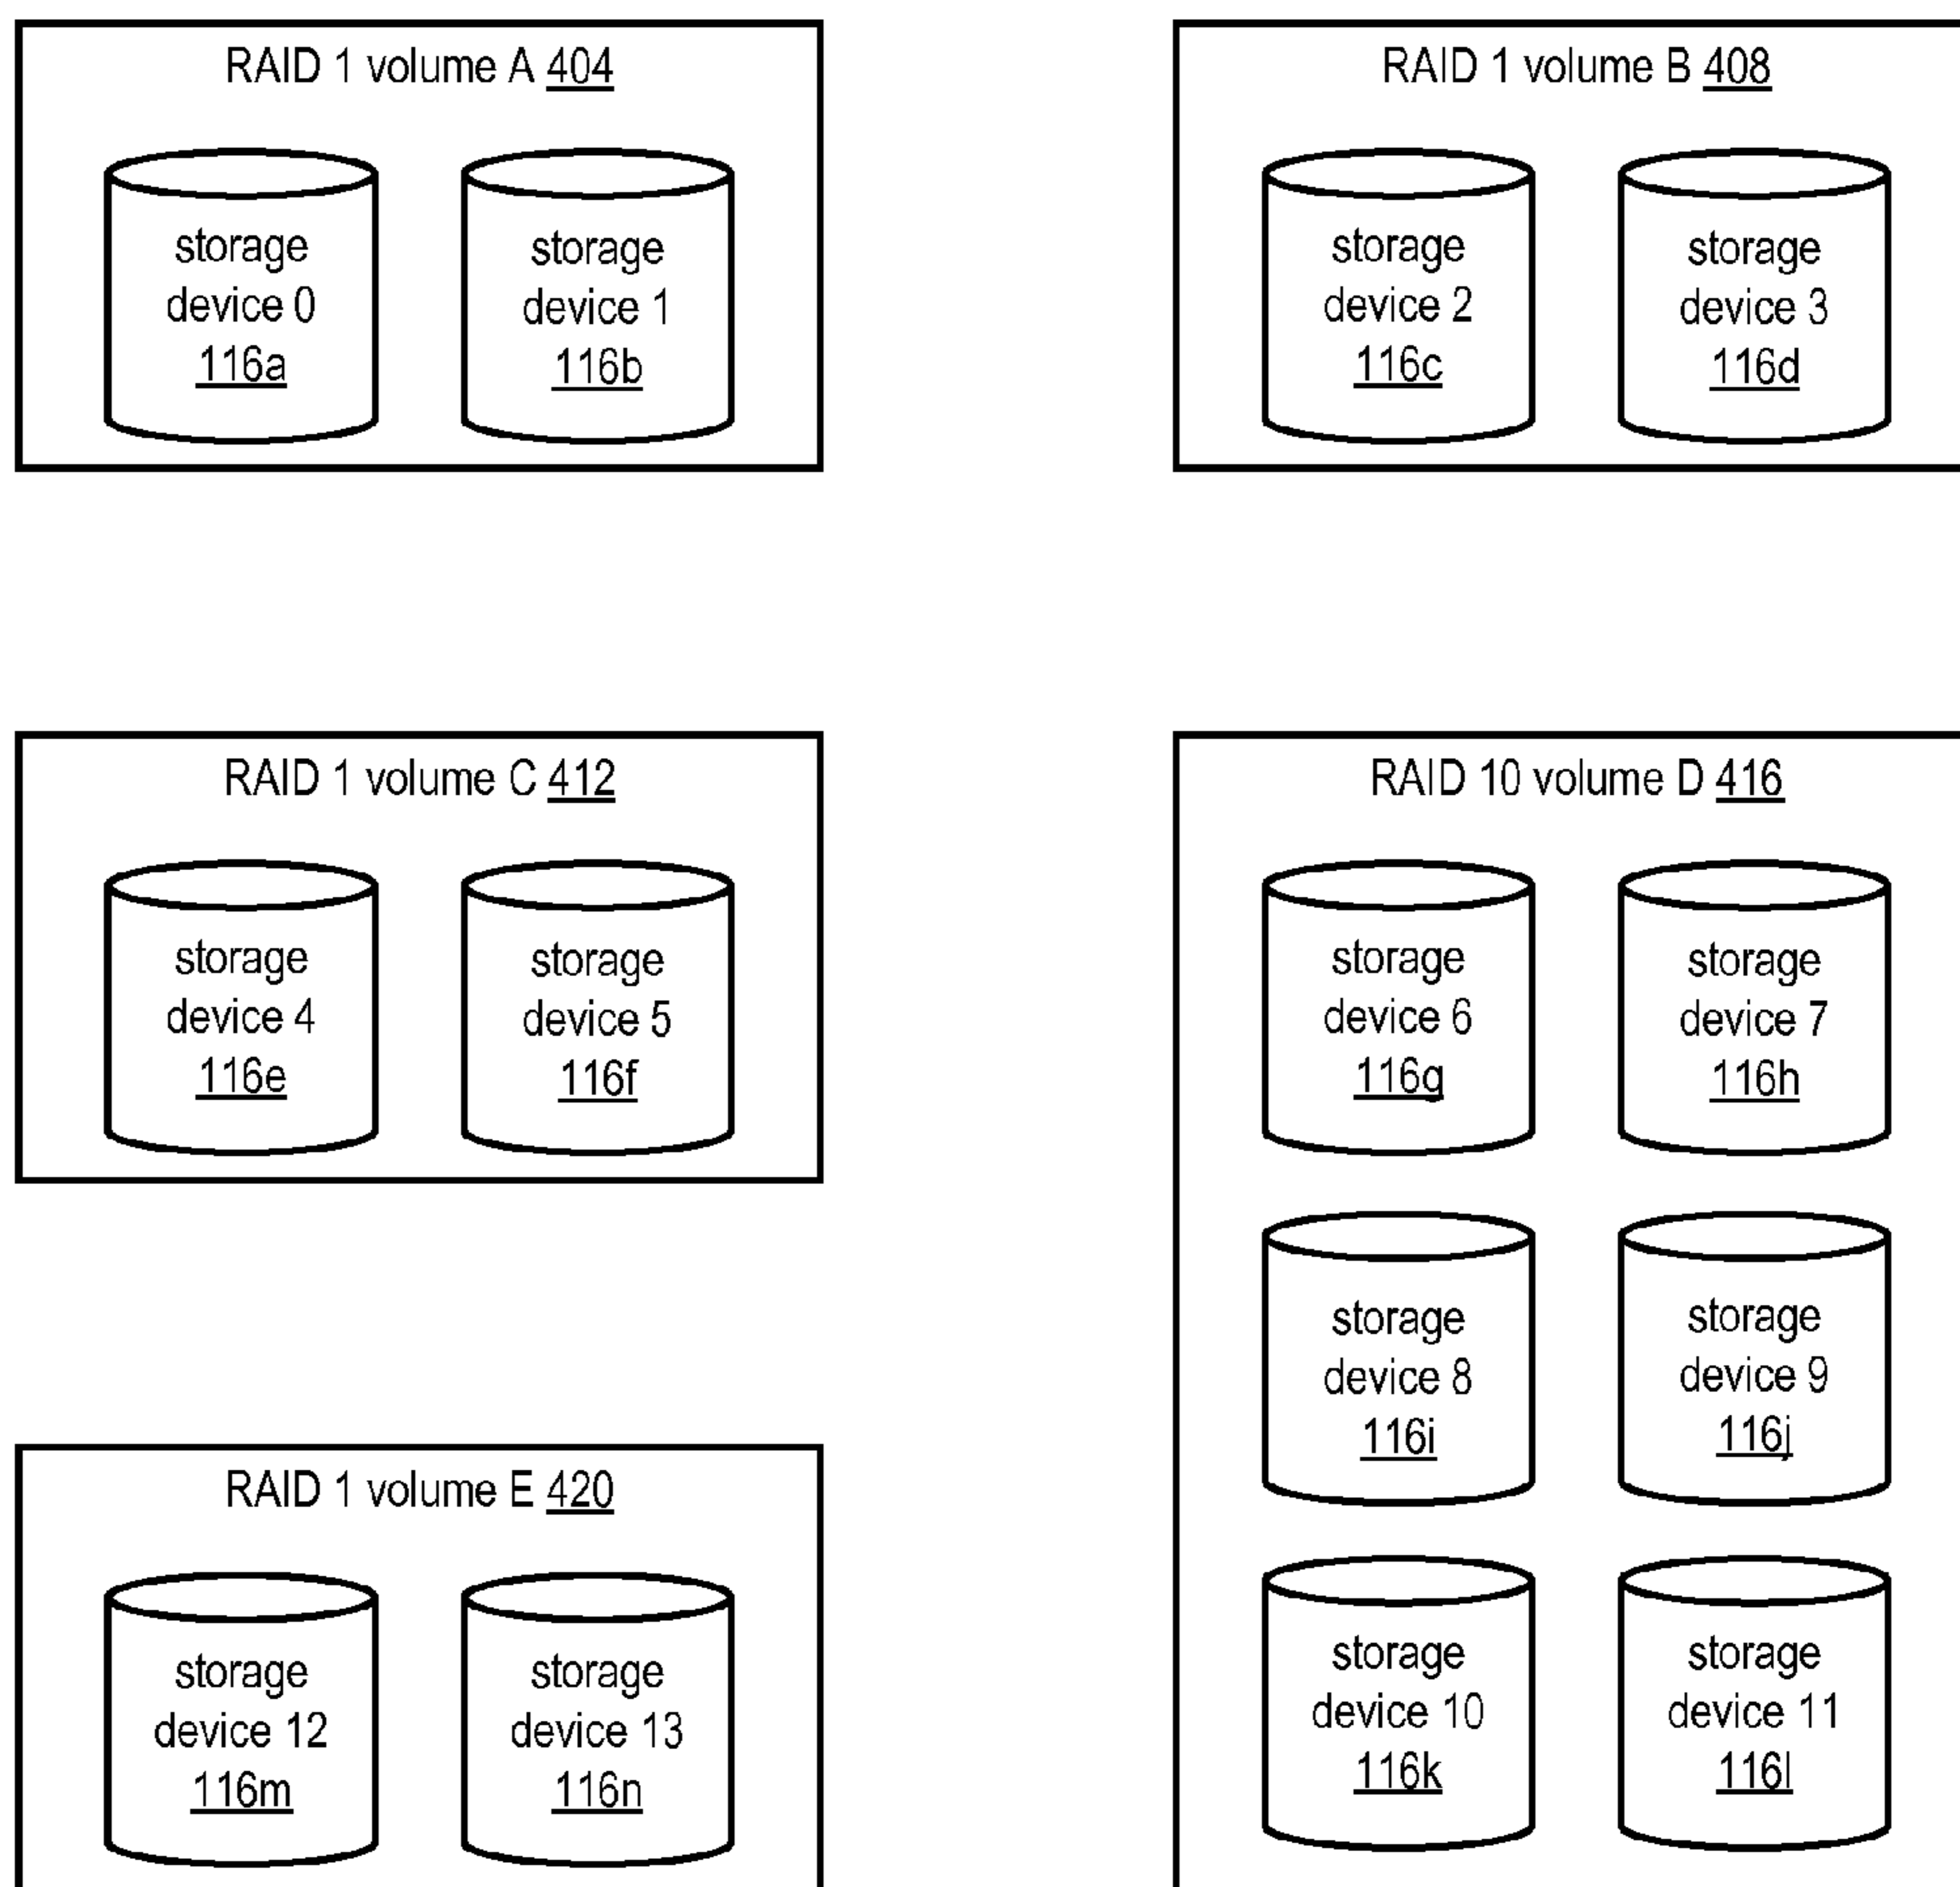 RAID 1 volume A 404
storage
device 0
116a
storage
device 1
116b
RAID 1 volume B 408
storage
device 2
116c
storage
device 3
116d
RAID 1 volume C 412
storage
device 4
116e
storage
device 5
116f
RAID 10 volume D 416
storage
device 6
116g
storage
device 7
116h
storage
device 8
116i
storage
device 9
116j
storage
device 10
116k
storage
device 11
116l
RAID 1 volume E 420
storage
device 12
116m
storage
device 13
116n